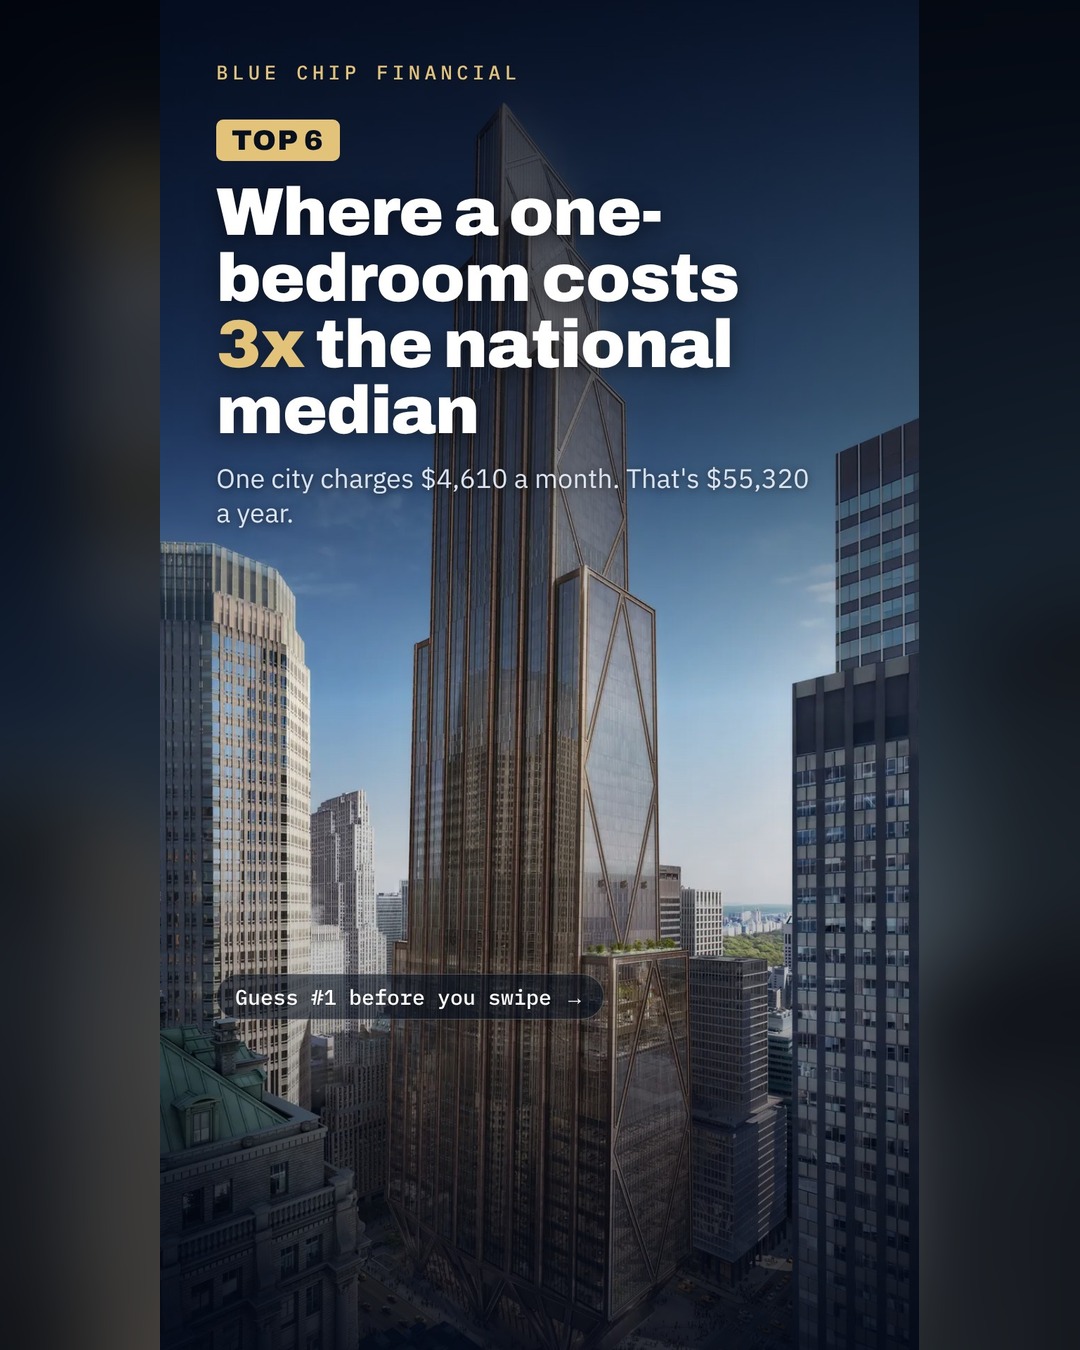 BLUE CHIP FINANCIAL
TOP 6
Where a one-
bedroom costs
3x the national
median
One city charges $4,610 a month. That's $55,320
a year.
Guess #1 before you swipe →